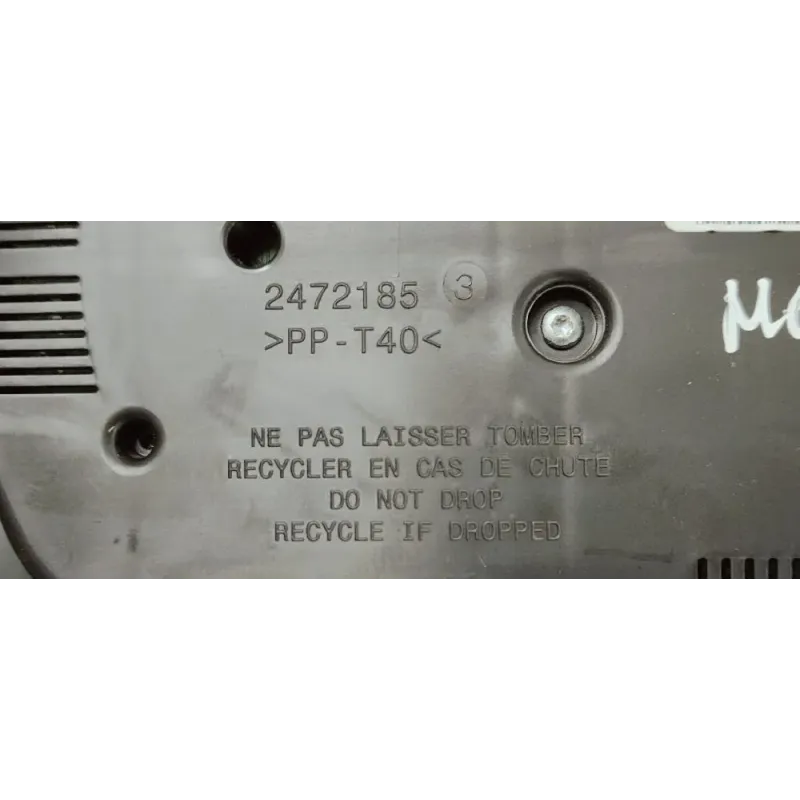 2472185 3
>PP-T40<
NE PAS LAISSER TOMBER
RECYCLER EN CAS DE CHUTE
DO NOT DROP
RECYCLE IF DROPPED